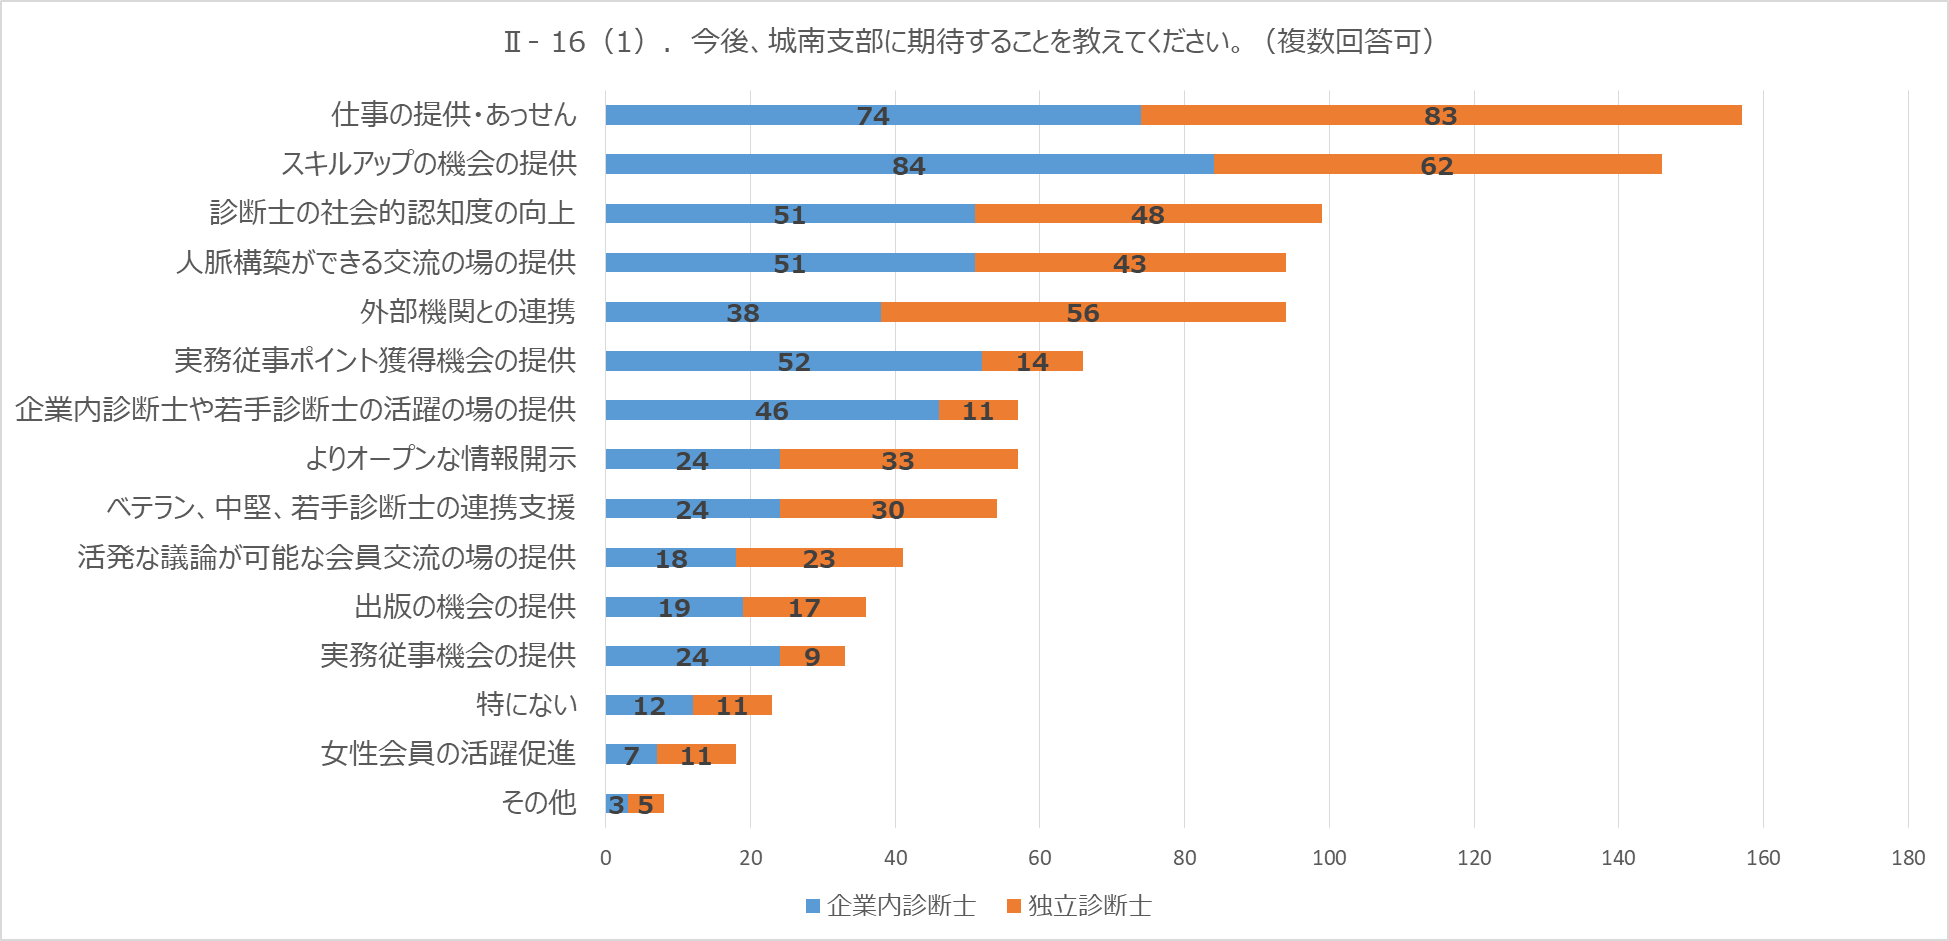 Ⅱ- 16（1）. 今後、城南支部に期待することを教えてください。（複数回答可）
仕事の提供・あっせん 74 83
スキルアップの機会の提供 84 62
診断士の社会的認知度の向上 51 48
人脈構築ができる交流の場の提供 51 43
外部機関との連携 38 56
実務従事ポイント獲得機会の提供 52 14
企業内診断士や若手診断士の活躍の場の提供 46 11
よりオープンな情報開示 24 33
ベテラン、中堅、若手診断士の連携支援 24 30
活発な議論が可能な会員交流の場の提供 18 23
出版の機会の提供 19 17
実務従事機会の提供 24 9
特にない 12 11
女性会員の活躍促進 7 11
その他 3 5
0 20 40 60 80 100 120 140 160 180
企業内診断士 独立診断士